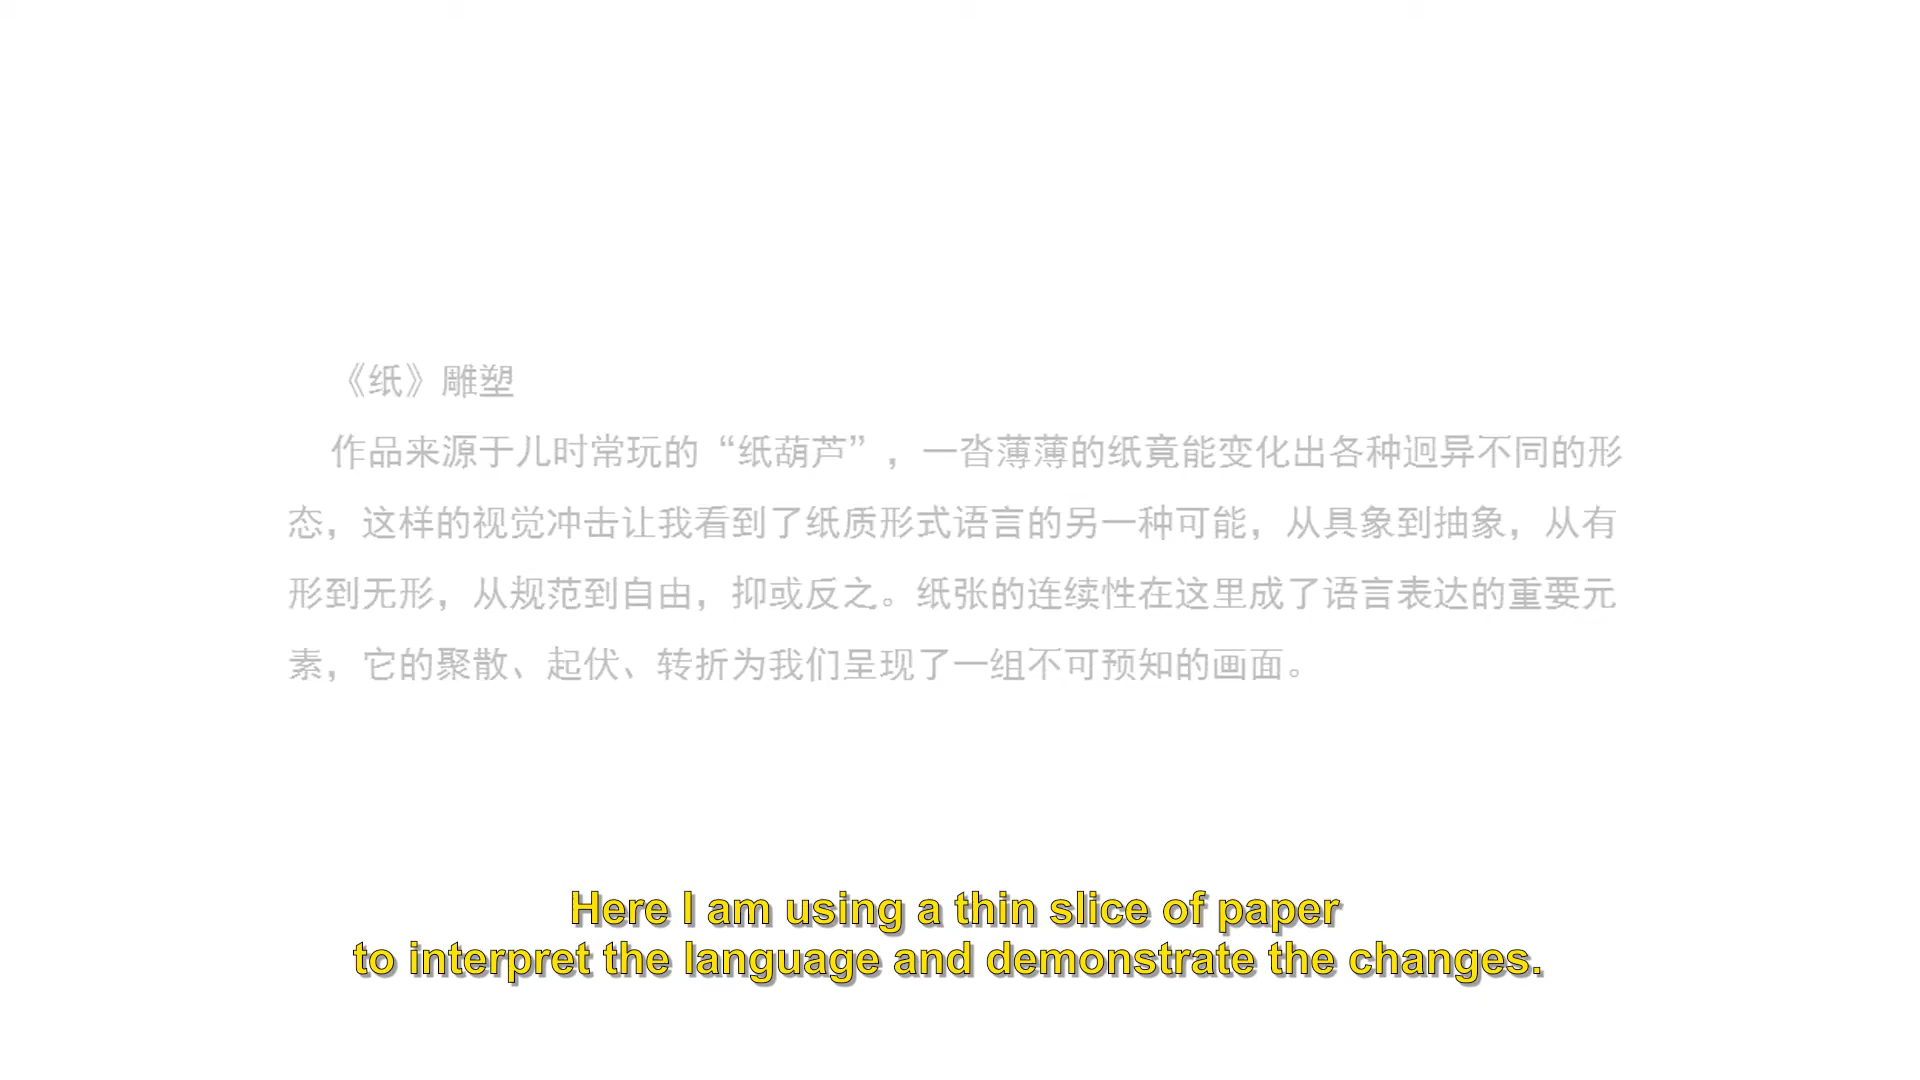 《纸》雕塑
作品来源于儿时常玩的“纸葫芦”，一沓薄薄的纸竟能变化出各种迥异不同的形
态，这样的视觉冲击让我看到了纸质形式语言的另一种可能，从具象到抽象，从有
形到无形，从规范到自由，抑或反之。纸张的连续性在这里成了语言表达的重要元
素，它的聚散、起伏、转折为我们呈现了一组不可预知的画面。
Here I am using a thin slice of paper
to interpret the language and demonstrate the changes.